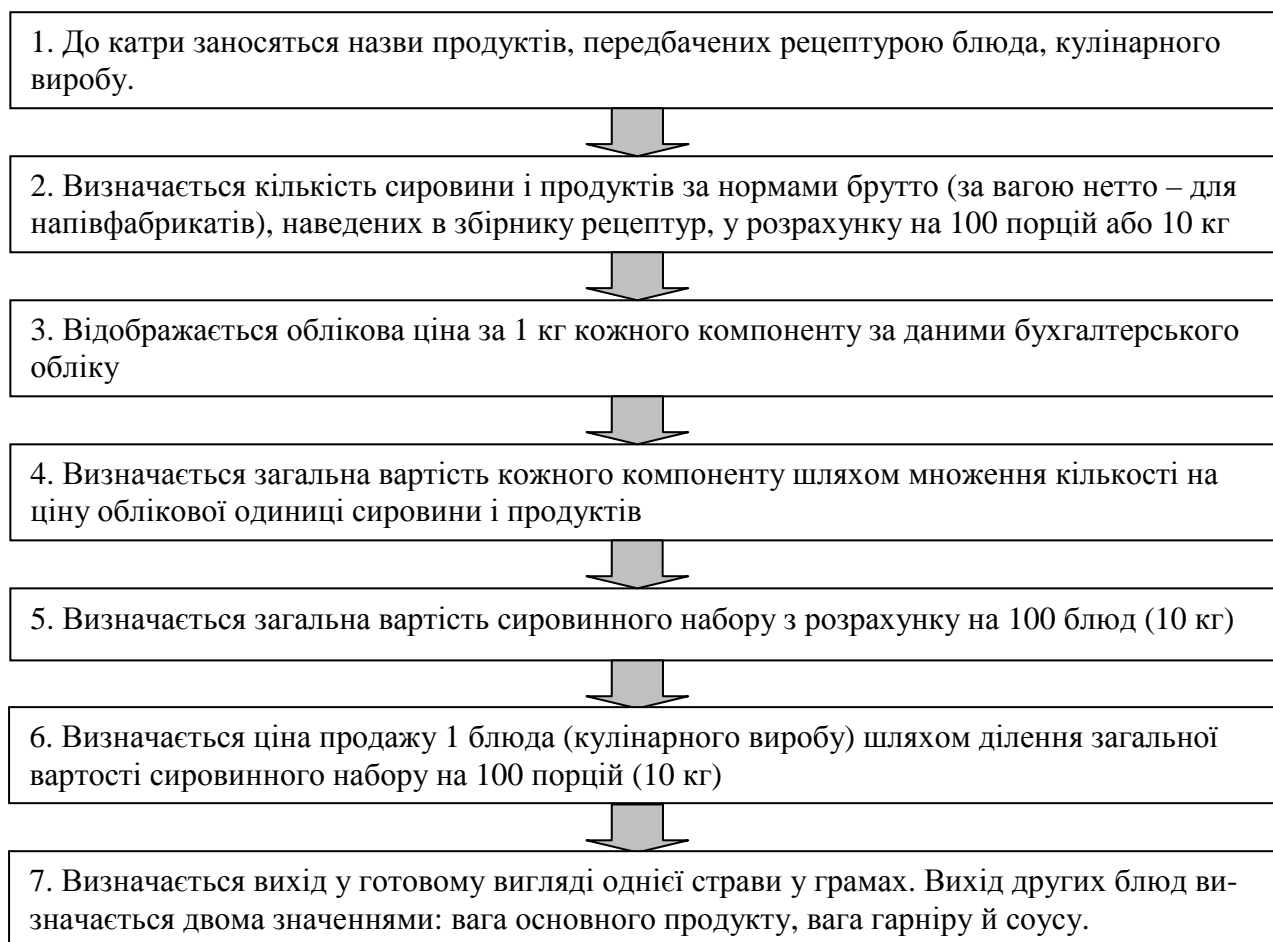 1. До катри заносяться назви продуктів, передбачених рецептурою блюда, кулінарного
виробу.
2. Визначається кількість сировини і продуктів за нормами брутто (за вагою нетто – для
напівфабрикатів), наведених в збірнику рецептур, у розрахунку на 100 порцій або 10 кг
3. Відображається облікова ціна за 1 кг кожного компоненту за даними бухгалтерського
обліку
4. Визначається загальна вартість кожного компоненту шляхом множення кількості на
ціну облікової одиниці сировини і продуктів
5. Визначається загальна вартість сировинного набору з розрахунку на 100 блюд (10 кг)
6. Визначається ціна продажу 1 блюда (кулінарного виробу) шляхом ділення загальної
вартості сировинного набору на 100 порцій (10 кг)
7. Визначається вихід у готовому вигляді однієї страви у грамах. Вихід других блюд ви-
значається двома значеннями: вага основного продукту, вага гарніру й соусу.